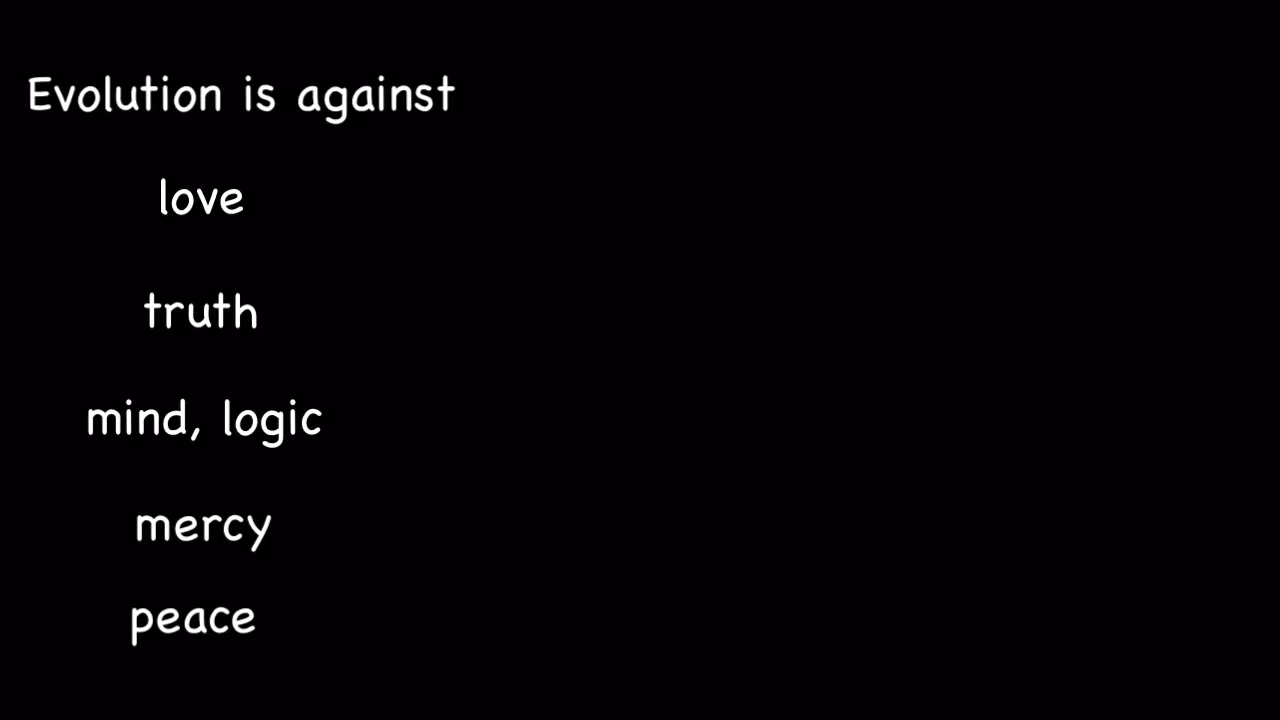 Evolution is against
love
truth
mind, logic
mercy
peace